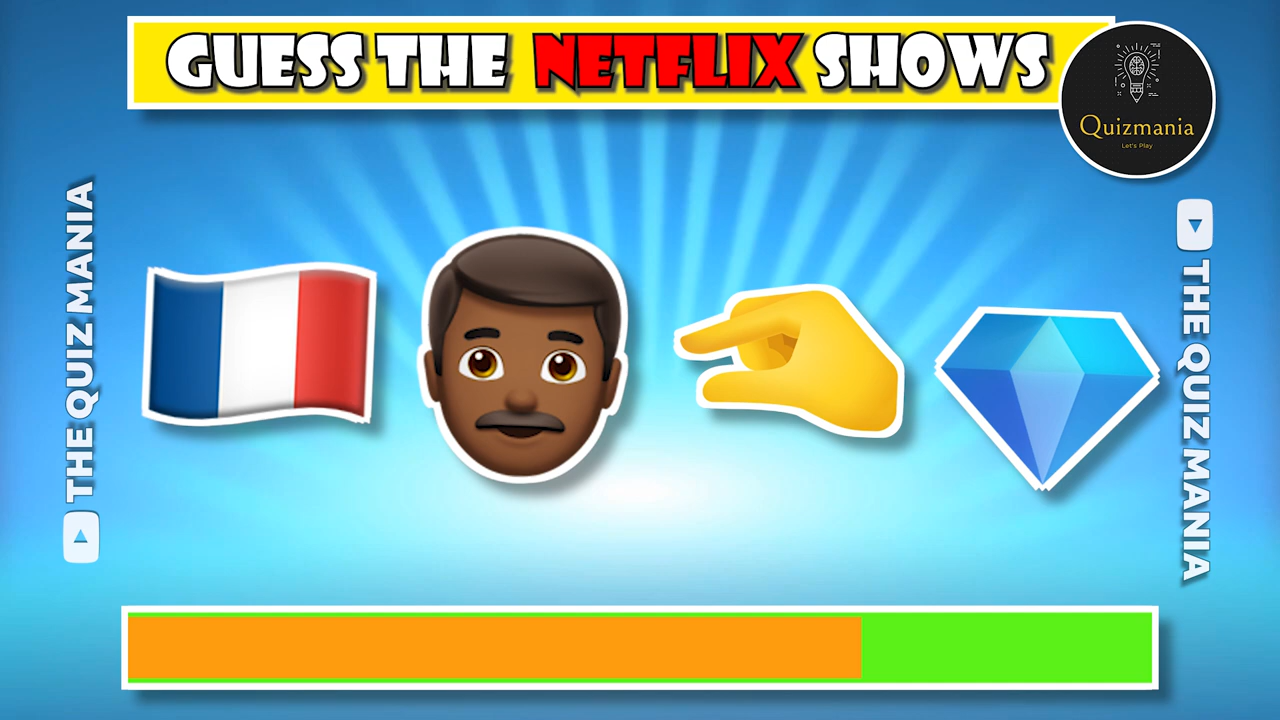 GUESS THE NETFLIX SHOWS
Quizmania
Let's Play
THE QUIZ MANIA
THE QUIZ MANIA